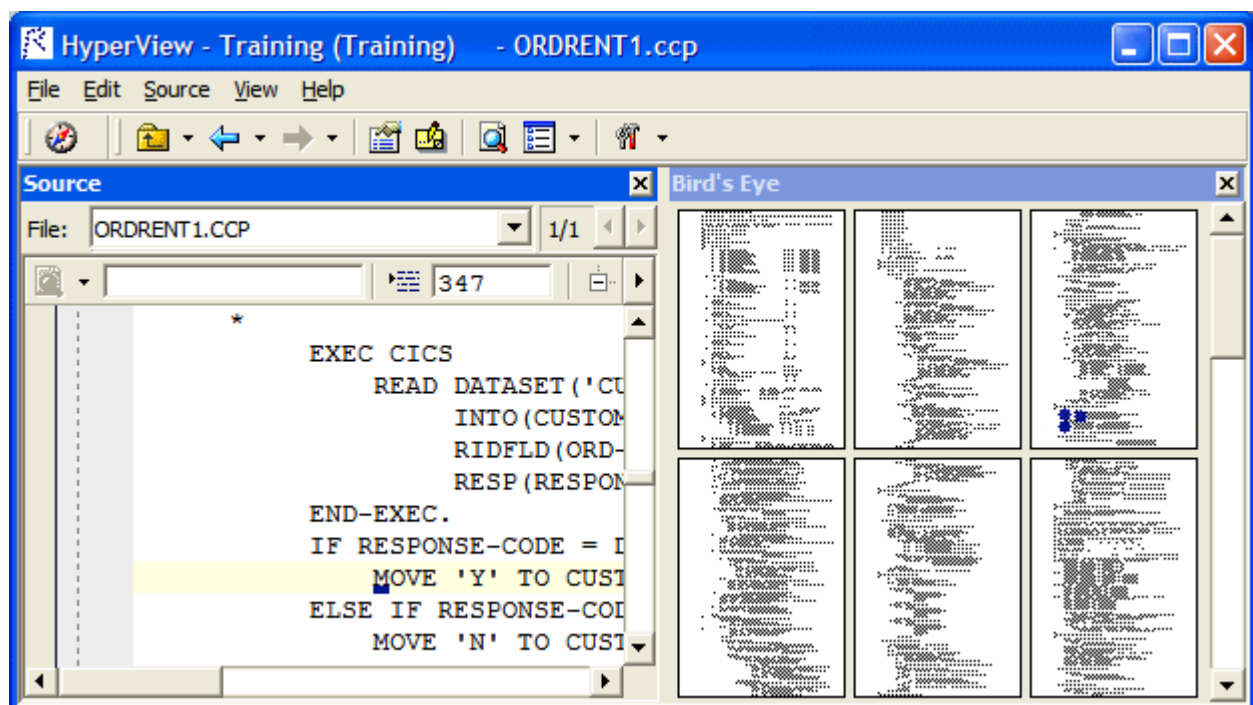 HyperView - Training (Training) - ORDRENT1.ccp
File Edit Source View Help
Source
Bird's Eye
File: ORDRENT1.CCP 1/1
347
*
EXEC CICS
READ DATASET('CU
INTO(CUSTOM
RIDFLD(ORD-
RESP(RESPON
END-EXEC.
IF RESPONSE-CODE = D
MOVE 'Y' TO CUST
ELSE IF RESPONSE-COD
MOVE 'N' TO CUST